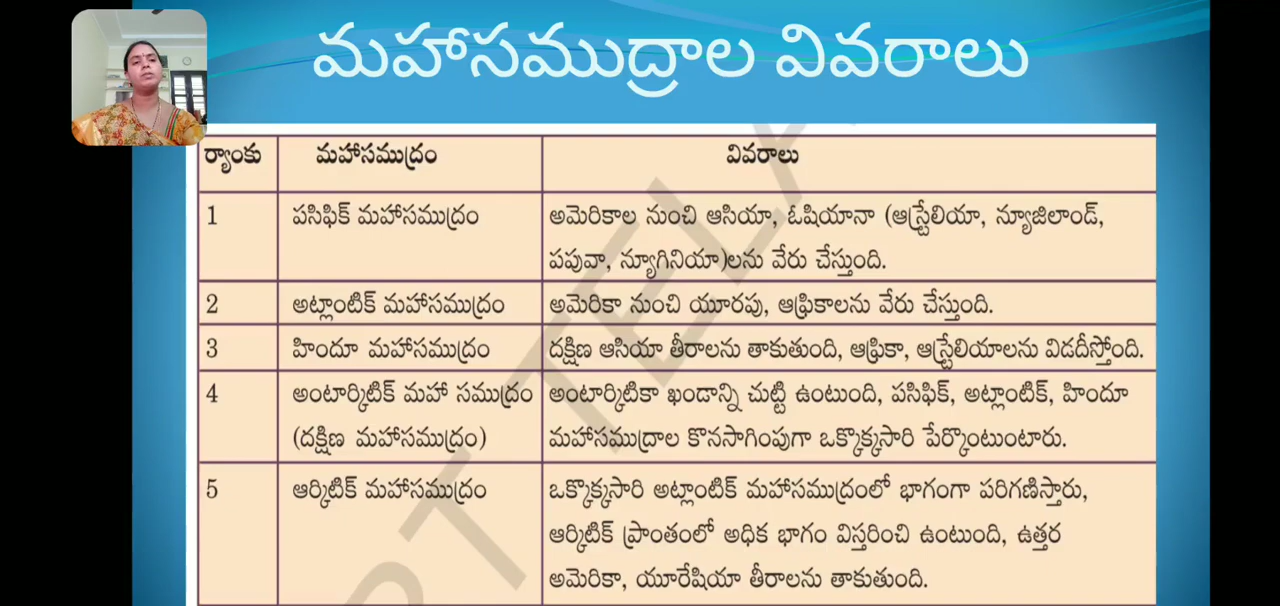 మహాసముద్రాల వివరాలు
ర్యాంకు మహాసముద్రం వివరాలు
1 పసిఫిక్ మహాసముద్రం అమెరికాల నుంచి ఆసియా, ఓషియానా (ఆస్ట్రేలియా, న్యూజిలాండ్,
పపువా, న్యూగినియా)లను వేరు చేస్తుంది.
2 అట్లాంటిక్ మహాసముద్రం అమెరికా నుంచి యూరపు, ఆఫ్రికాలను వేరు చేస్తుంది.
3 హిందూ మహాసముద్రం దక్షిణ ఆసియా తీరాలను తాకుతుంది, ఆఫ్రికా, ఆస్ట్రేలియాలను విడదీస్తోంది.
4 అంటార్కిటిక్ మహా సముద్రం అంటార్కిటికా ఖండాన్ని చుట్టి ఉంటుంది, పసిఫిక్, అట్లాంటిక్, హిందూ
(దక్షిణ మహాసముద్రం) మహాసముద్రాల కొనసాగింపుగా ఒక్కొక్కసారి పేర్కొంటుంటారు.
5 ఆర్కిటిక్ మహాసముద్రం ఒక్కొక్కసారి అట్లాంటిక్ మహాసముద్రంలో భాగంగా పరిగణిస్తారు,
ఆర్కిటిక్ ప్రాంతంలో అధిక భాగం విస్తరించి ఉంటుంది, ఉత్తర
అమెరికా, యూరేషియా తీరాలను తాకుతుంది.